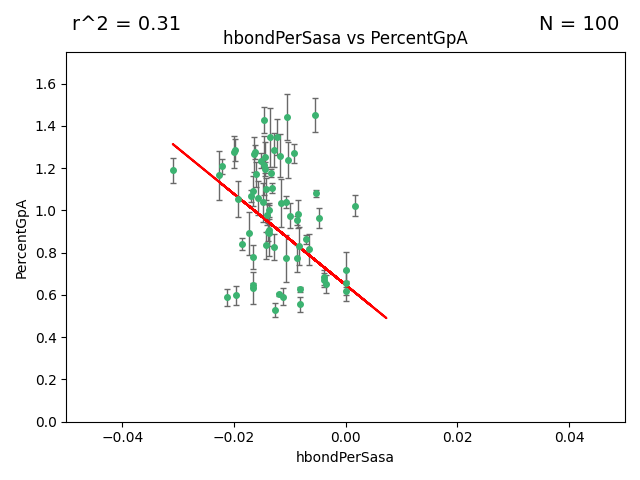 r^2 = 0.31
N = 100
hbondPerSasa vs PercentGpA
PercentGpA
1.6
1.4
1.2
1.0
0.8
0.6
0.4
0.2
0.0
−0.04
−0.02
0.00
0.02
0.04
hbondPerSasa